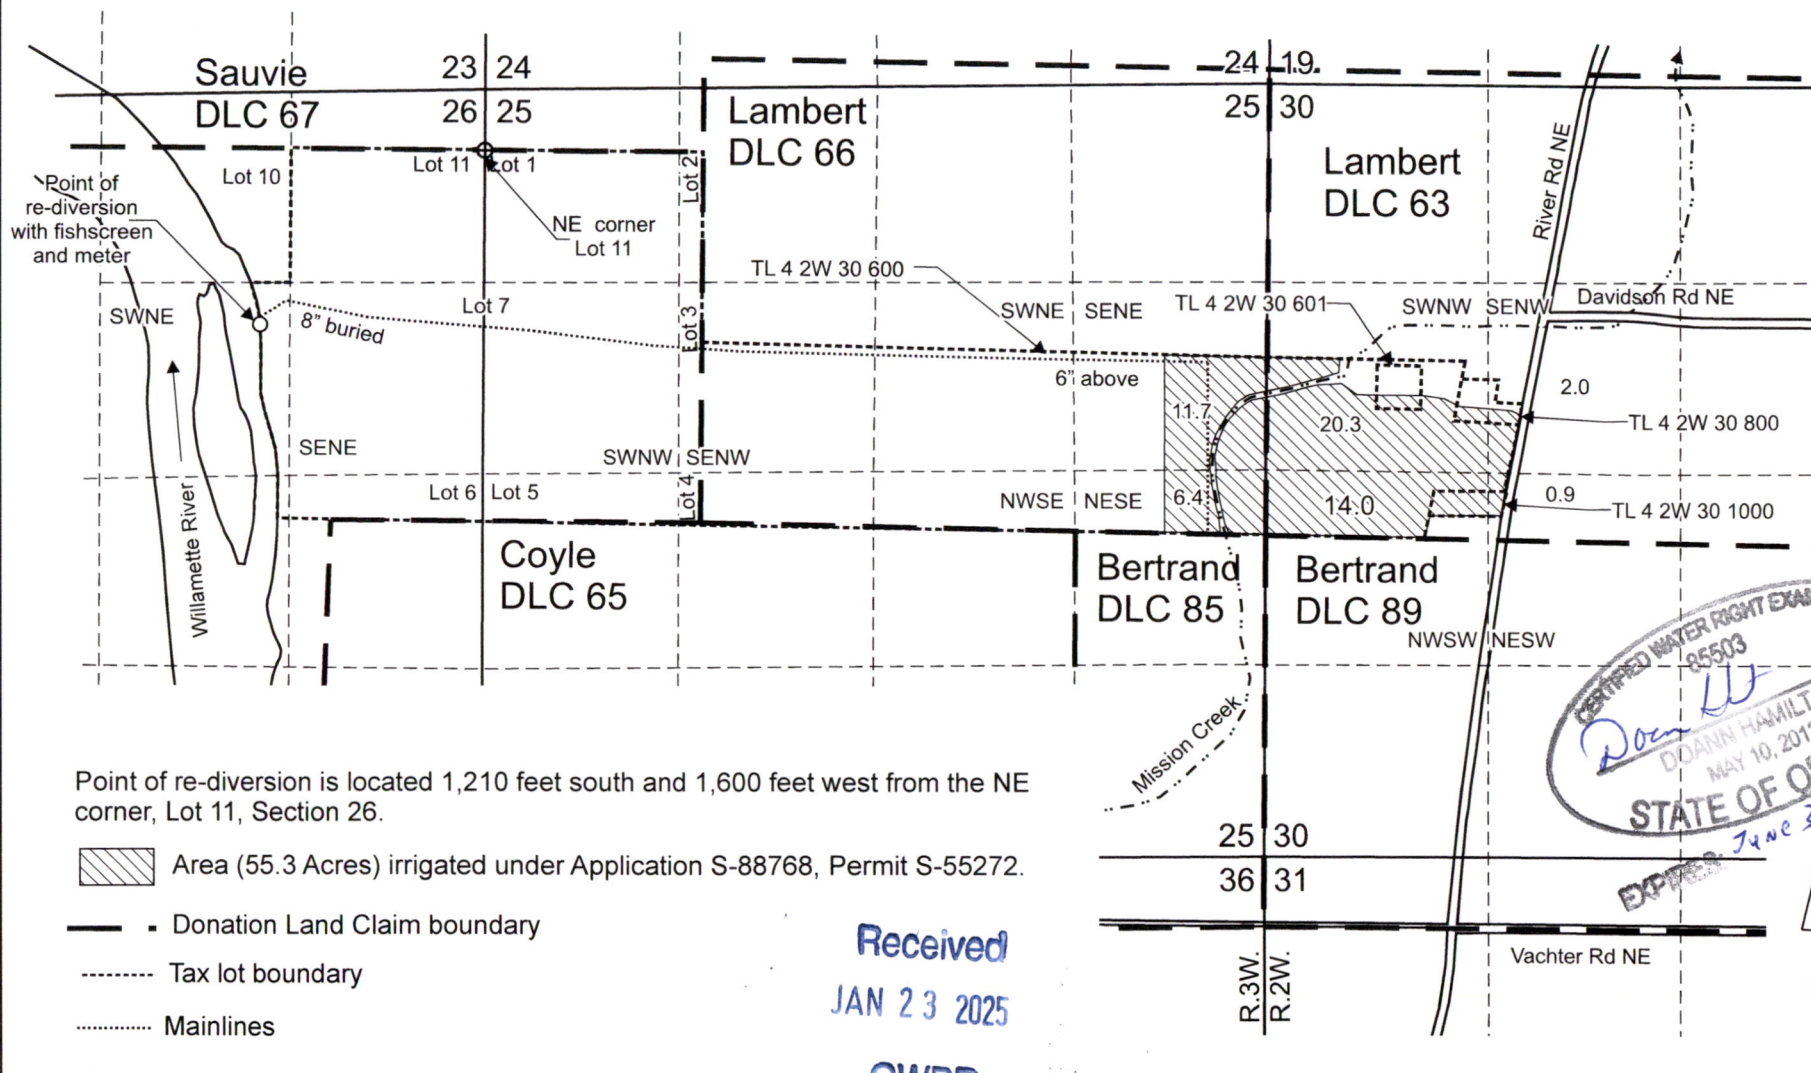 Sauvie
DLC 67
23 24
26 25
24 19
25 30
Lambert
DLC 66
Lambert
DLC 63
River Rd NE
Lot 10
Lot 11
Lot 1
Lot 2
Point of
re-diversion
with fishscreen
and meter
NE corner
Lot 11
TL 4 2W 30 600
SWNE
SENE
TL 4 2W 30 601
SWNW
SENW
Davidson Rd NE
SWNE
8" buried
Lot 7
Lot 3
6" above
11.7
20.3
2.0
TL 4 2W 30 800
SENE
SWNW
SENW
Lot 6
Lot 5
Lot 4
NWSE
NESE
6.4
14.0
0.9
TL 4 2W 30 1000
Willamette River
Coyle
DLC 65
Bertrand
DLC 85
Bertrand
DLC 89
NWSW
NESW
Mission Creek
CERTIFIED WATER RIGHT
85503
DOANN
MAY 10,
STATE OF
EXPIRES: June
Point of re-diversion is located 1,210 feet south and 1,600 feet west from the NE
corner, Lot 11, Section 26.
Area (55.3 Acres) irrigated under Application S-88768, Permit S-55272.
Donation Land Claim boundary
Tax lot boundary
Mainlines
25 30
36 31
R.3W.
R.2W.
Vachter Rd NE
Received
JAN 23 2025
OWRD